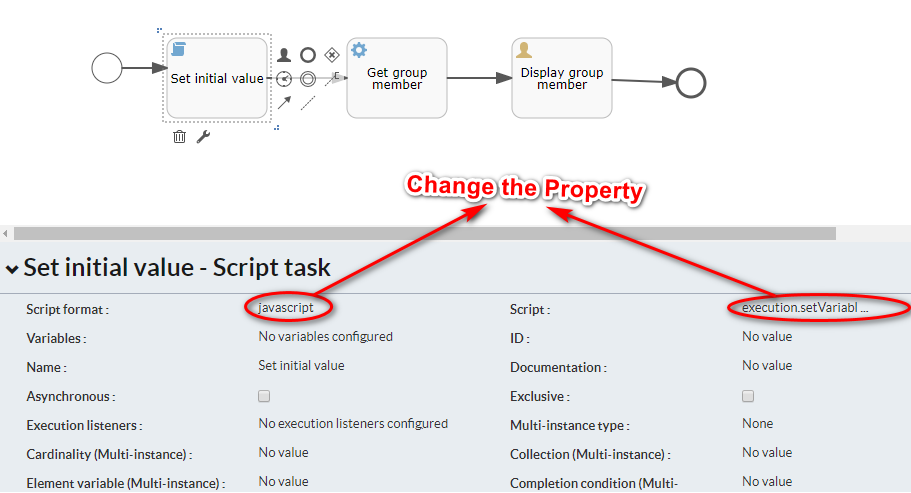 Set initial value
Get group
member
Display group
member
Change the Property
Set initial value - Script task
Script format : javascript Script : execution.setVariabl ...
Variables : No variables configured ID : No value
Name : Set initial value Documentation : No value
Asynchronous : Exclusive :
Execution listeners : No execution listeners configured Multi-instance type : None
Cardinality (Multi-instance) : No value Collection (Multi-instance) : No value
Element variable (Multi-instance) : No value Completion condition (Multi- No value